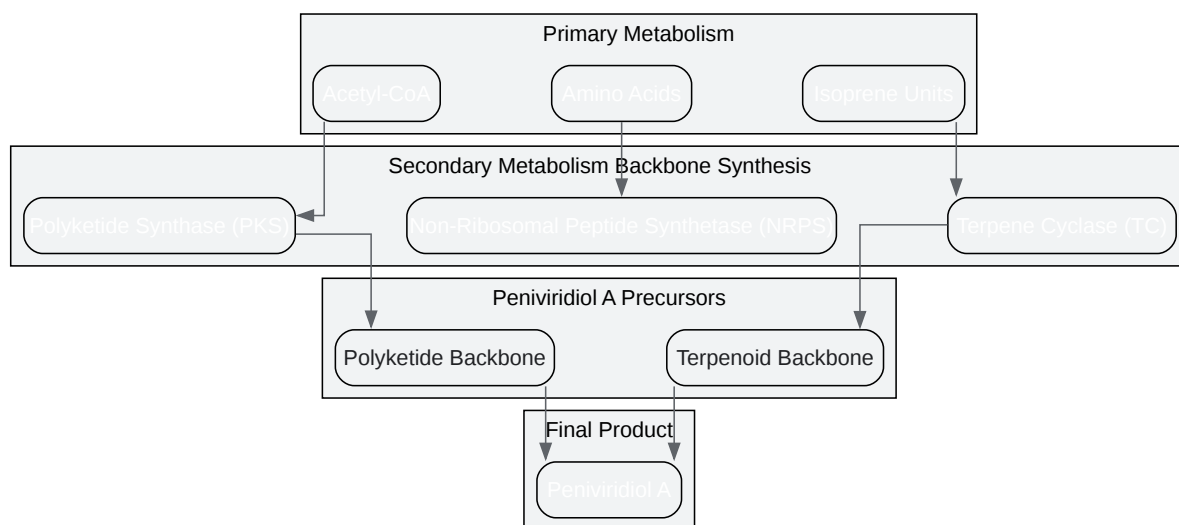 Primary Metabolism
Acetyl-CoA
Amino Acids
Isoprene Units
Secondary Metabolism Backbone Synthesis
Polyketide Synthase (PKS)
Non-Ribosomal Peptide Synthetase (NRPS)
Terpene Cyclase (TC)
Peniviridiol A Precursors
Polyketide Backbone
Terpenoid Backbone
Final Product
Peniviridiol A